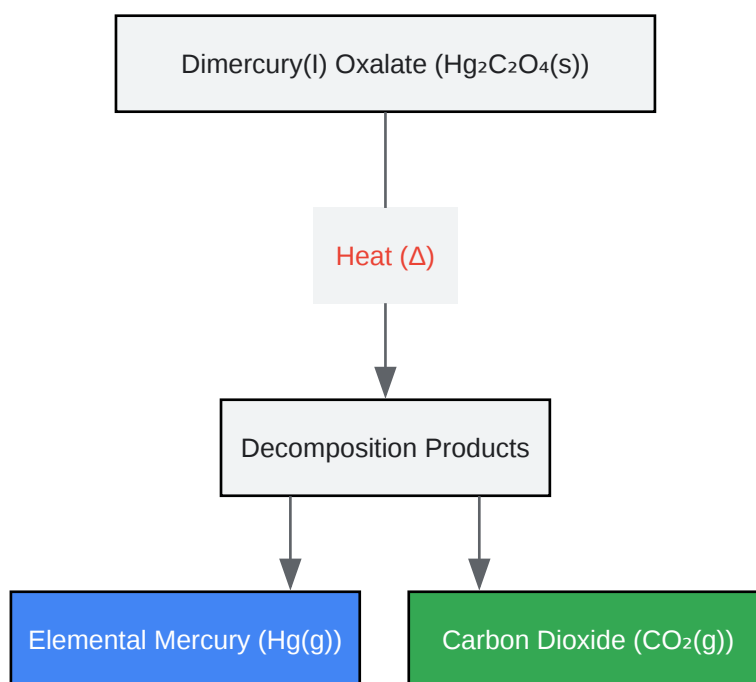 Dimercury(I) Oxalate (Hg₂C₂O₄(s))
Heat (Δ)
Decomposition Products
Elemental Mercury (Hg(g))
Carbon Dioxide (CO₂(g))